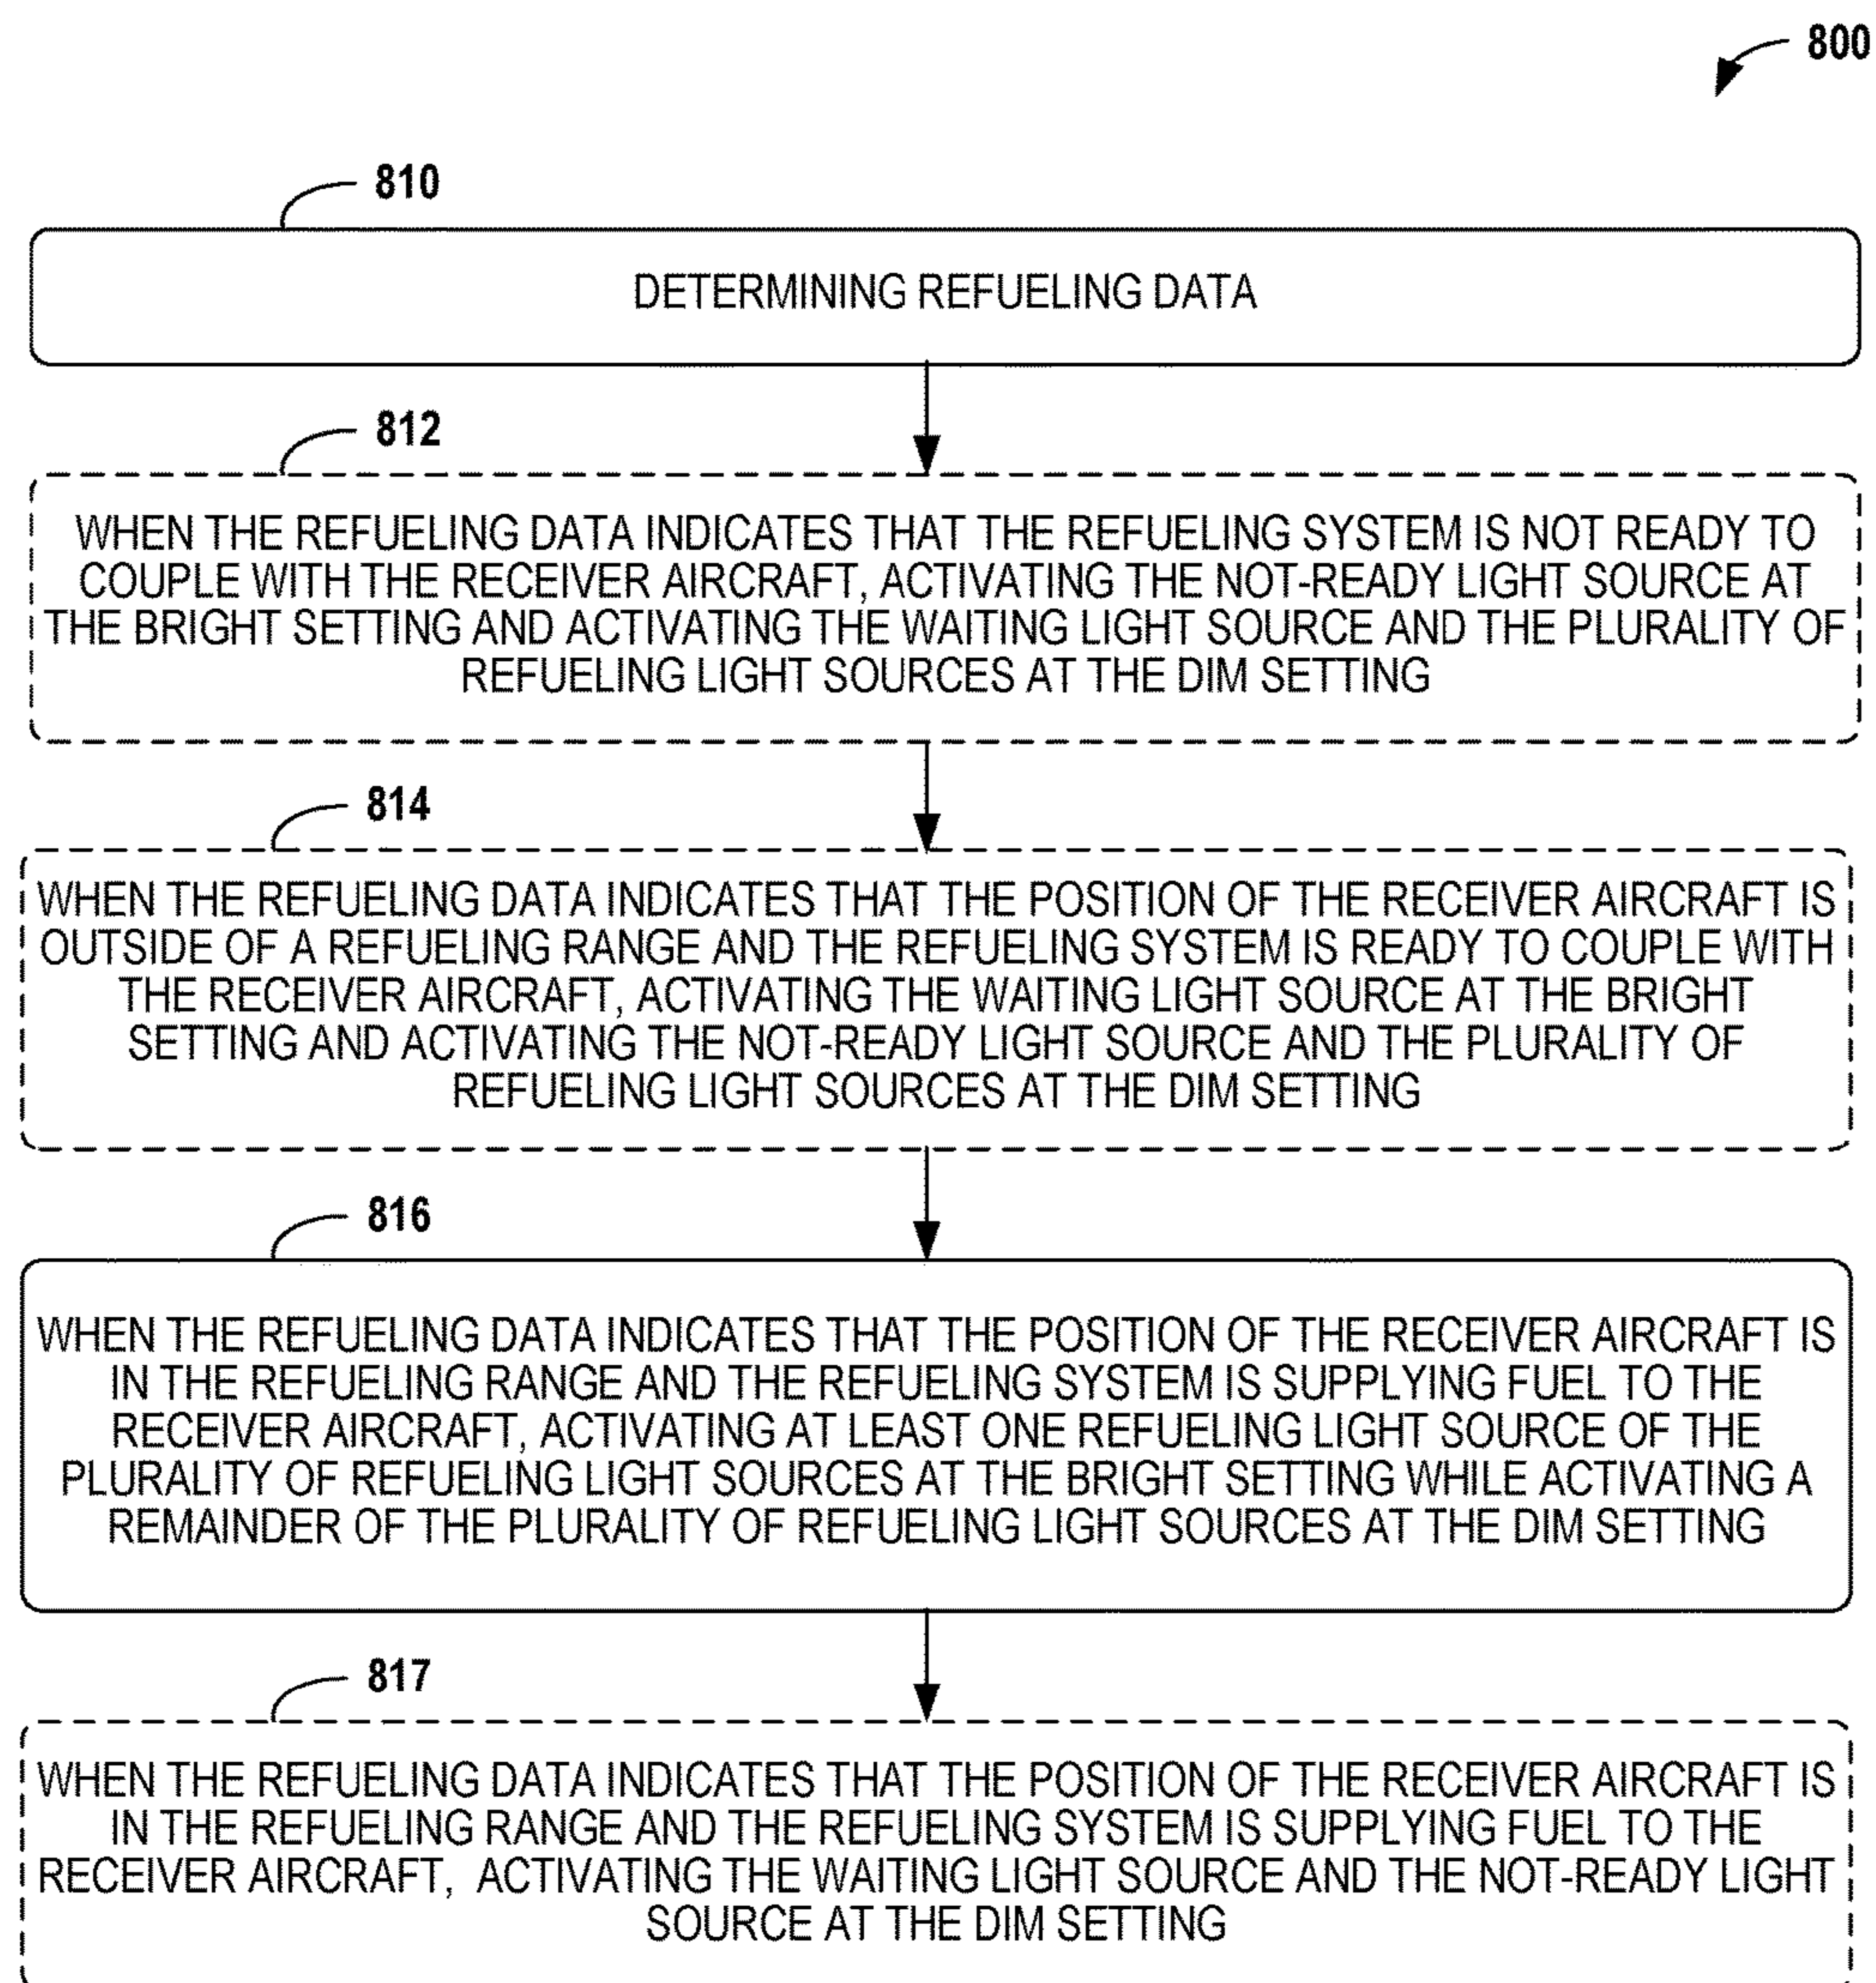 800
810
DETERMINING REFUELING DATA
812
WHEN THE REFUELING DATA INDICATES THAT THE REFUELING SYSTEM IS NOT READY TO
COUPLE WITH THE RECEIVER AIRCRAFT, ACTIVATING THE NOT-READY LIGHT SOURCE AT
THE BRIGHT SETTING AND ACTIVATING THE WAITING LIGHT SOURCE AND THE PLURALITY OF
REFUELING LIGHT SOURCES AT THE DIM SETTING
814
WHEN THE REFUELING DATA INDICATES THAT THE POSITION OF THE RECEIVER AIRCRAFT IS
OUTSIDE OF A REFUELING RANGE AND THE REFUELING SYSTEM IS READY TO COUPLE WITH
THE RECEIVER AIRCRAFT, ACTIVATING THE WAITING LIGHT SOURCE AT THE BRIGHT
SETTING AND ACTIVATING THE NOT-READY LIGHT SOURCE AND THE PLURALITY OF
REFUELING LIGHT SOURCES AT THE DIM SETTING
816
WHEN THE REFUELING DATA INDICATES THAT THE POSITION OF THE RECEIVER AIRCRAFT IS
IN THE REFUELING RANGE AND THE REFUELING SYSTEM IS SUPPLYING FUEL TO THE
RECEIVER AIRCRAFT, ACTIVATING AT LEAST ONE REFUELING LIGHT SOURCE OF THE
PLURALITY OF REFUELING LIGHT SOURCES AT THE BRIGHT SETTING WHILE ACTIVATING A
REMAINDER OF THE PLURALITY OF REFUELING LIGHT SOURCES AT THE DIM SETTING
817
WHEN THE REFUELING DATA INDICATES THAT THE POSITION OF THE RECEIVER AIRCRAFT IS
IN THE REFUELING RANGE AND THE REFUELING SYSTEM IS SUPPLYING FUEL TO THE
RECEIVER AIRCRAFT, ACTIVATING THE WAITING LIGHT SOURCE AND THE NOT-READY LIGHT
SOURCE AT THE DIM SETTING